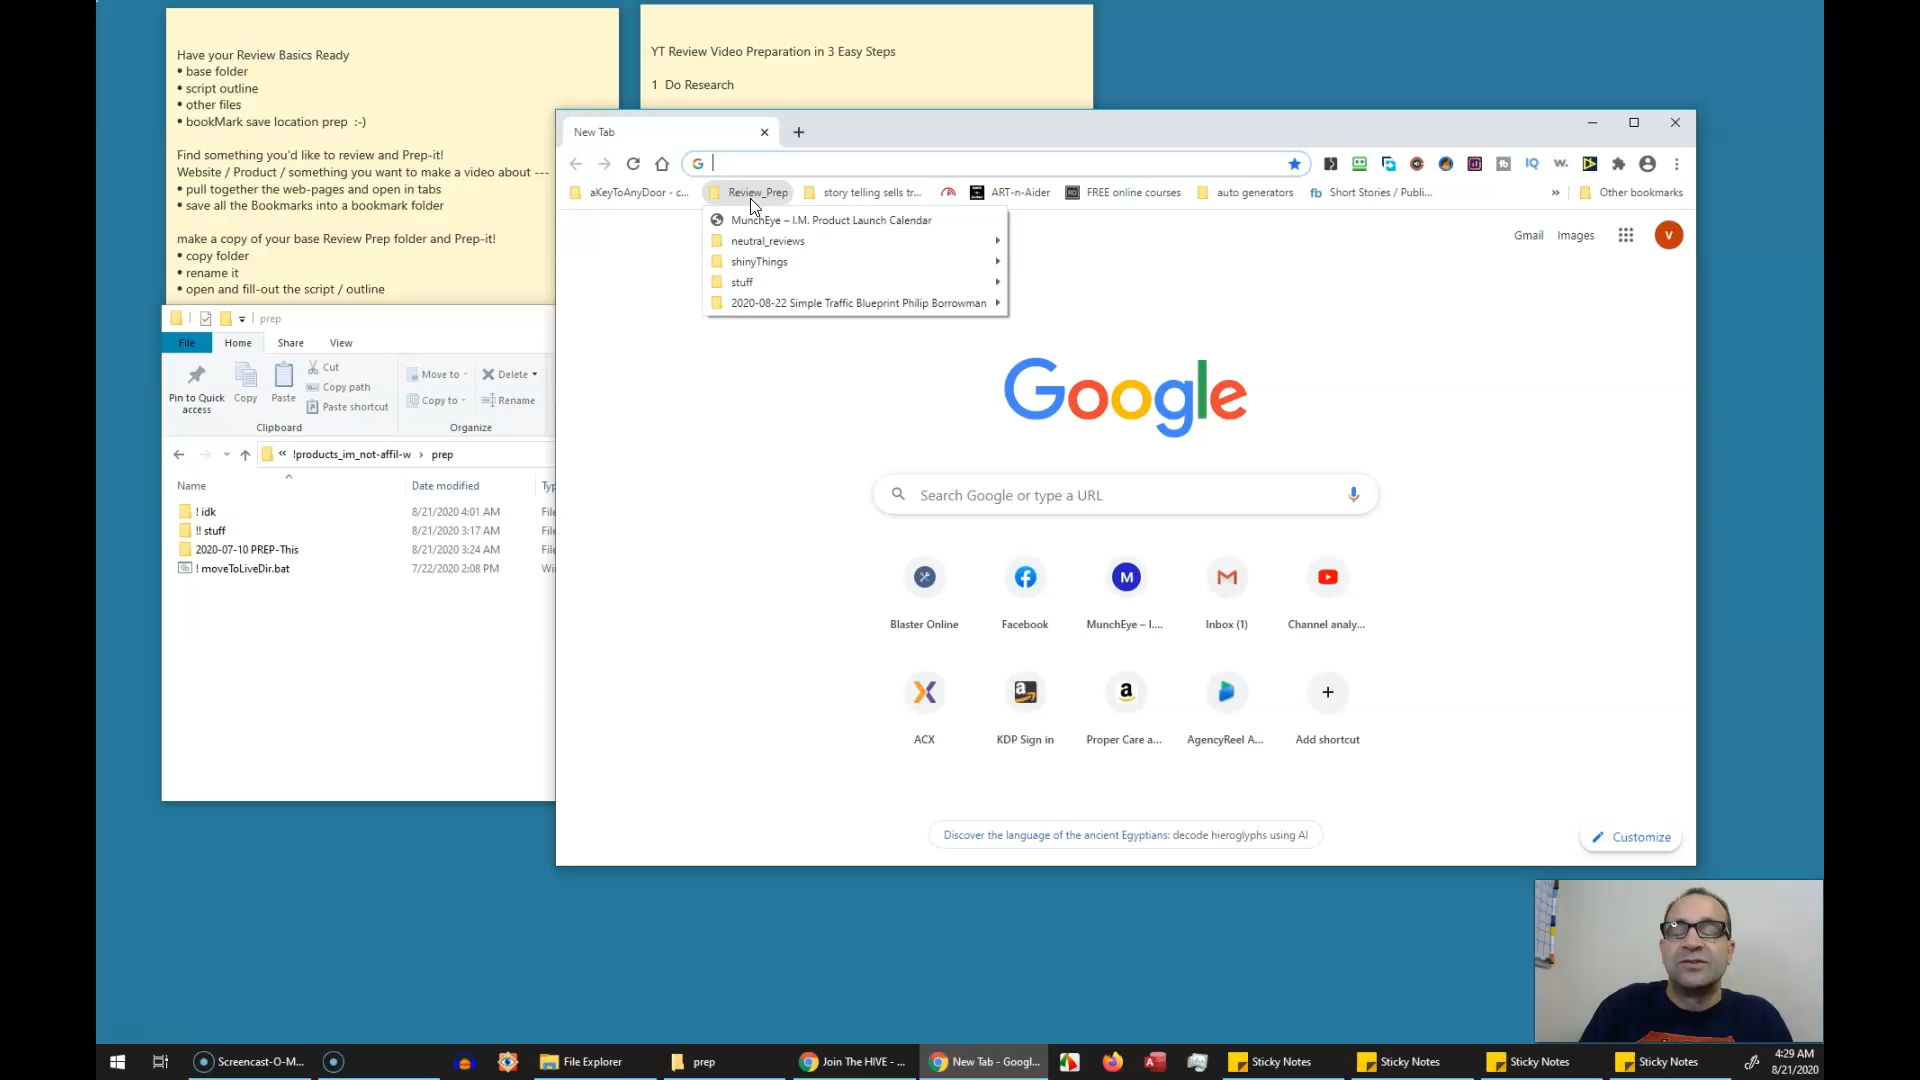 Have your Review Basics Ready
• base folder
• script outline
• other files
• bookMark save location prep :-)
Find something you'd like to review and Prep-it!
Website / Product / something you want to make a video about ---
• pull together the web-pages and open in tabs
• save all the Bookmarks into a bookmark folder
make a copy of your base Review Prep folder and Prep-it!
• copy folder
• rename it
• open and fill-out the script / outline
YT Review Video Preparation in 3 Easy Steps
1 Do Research
New Tab
aKeyToAnyDoor - c...
Review_Prep
story telling sells tr...
ART-n-Aider
FREE online courses
auto generators
Short Stories / Publi...
Other bookmarks
MunchEye – I.M. Product Launch Calendar
neutral_reviews
shinyThings
stuff
2020-08-22 Simple Traffic Blueprint Philip Borrowman
Gmail
Images
V
Google
Search Google or type a URL
Blaster Online
Facebook
MunchEye – I....
Inbox (1)
Channel analy...
ACX
KDP Sign in
Proper Care a...
AgencyReel A...
Add shortcut
Discover the language of the ancient Egyptians: decode hieroglyphs using AI
Customize
prep
File
Home
Share
View
Pin to Quick access
Copy
Paste
Cut
Copy path
Paste shortcut
Clipboard
Move to
Copy to
Delete
Rename
Organize
« !products_im_not-affil-w › prep
Name
Date modified
Typ
! idk 8/21/2020 4:01 AM File
!! stuff 8/21/2020 3:17 AM File
2020-07-10 PREP-This 8/21/2020 3:24 AM File
! moveToLiveDir.bat 7/22/2020 2:08 PM Wi
Screencast-O-M...
File Explorer
prep
Join The HIVE - ...
New Tab - Googl...
Sticky Notes
Sticky Notes
Sticky Notes
Sticky Notes
4:29 AM
8/21/2020